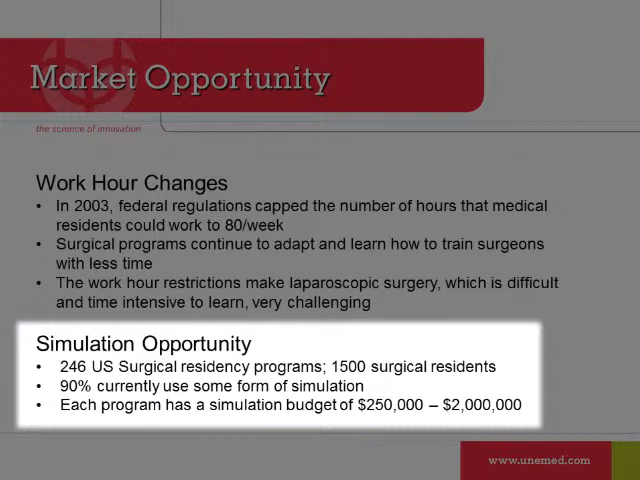 Market Opportunity
the science of innovation
Work Hour Changes
• In 2003, federal regulations capped the number of hours that medical
residents could work to 80/week
• Surgical programs continue to adapt and learn how to train surgeons
with less time
• The work hour restrictions make laparoscopic surgery, which is difficult
and time intensive to learn, very challenging
Simulation Opportunity
• 246 US Surgical residency programs; 1500 surgical residents
• 90% currently use some form of simulation
• Each program has a simulation budget of $250,000 – $2,000,000
www.unemed.com